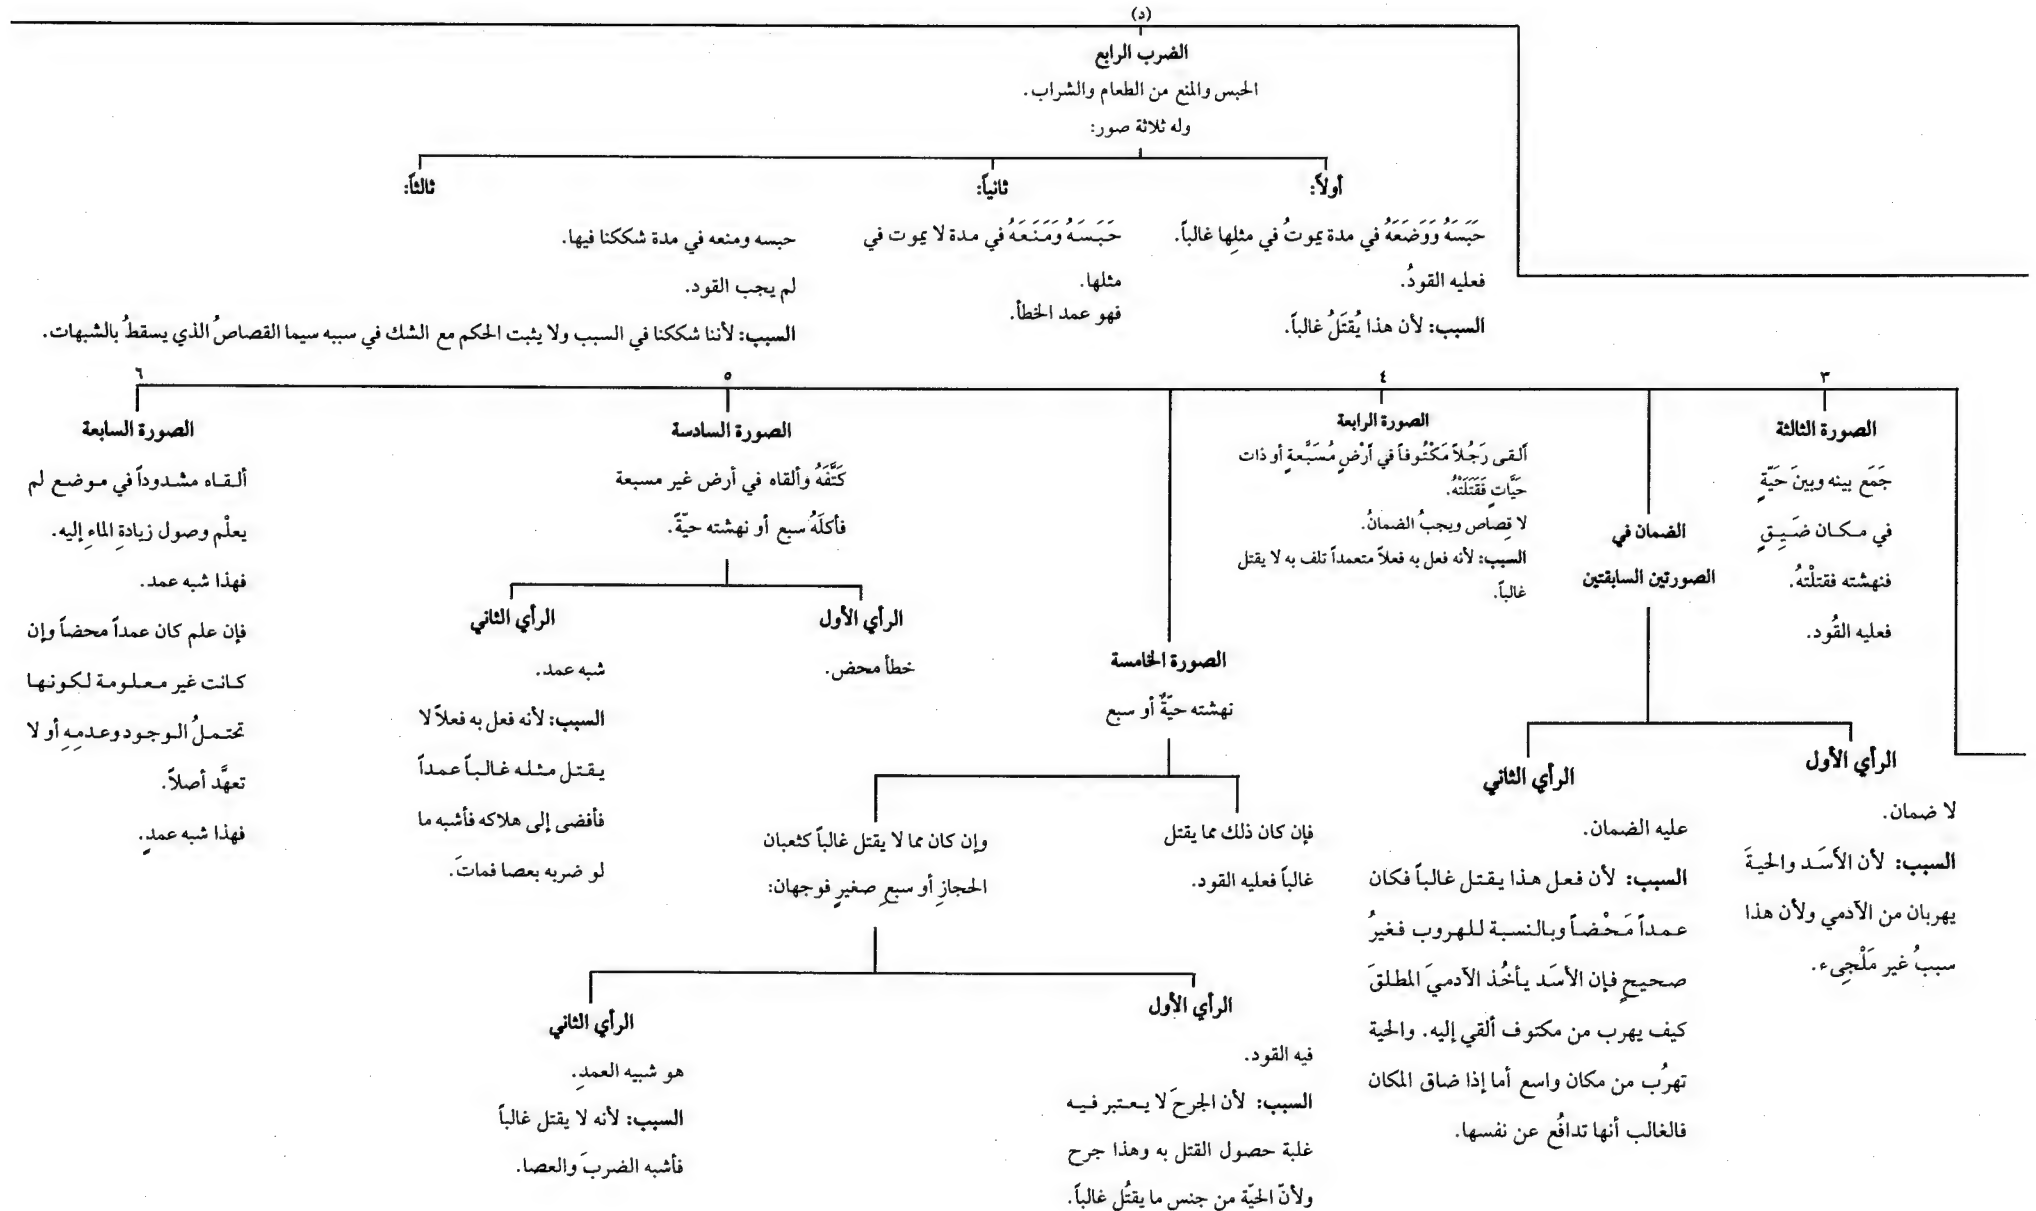 (د)
الضرب الرابع
الحبس والمنع من الطعام والشراب.
وله ثلاثة صور:
أولاً:
حَبَسَهُ وَوَضَعَهُ في مدة يموتُ في مثلِها غالباً.
فعليه القودُ.
السبب: لأن هذا يُقتَلُ غالباً.
ثانياً:
حَبَسَهُ وَمَنَعَهُ في مدة لا يموت في
مثلها.
فهو عمد الخطأ.
ثالثاً:
حبسه ومنعه في مدة شككنا فيها.
لم يجب القود.
السبب: لأننا شككنا في السبب ولا يثبت الحكم مع الشك في سببه سيما القصاصُ الذي يسقطُ بالشبهات.
٣
الصورة الثالثة
جَمَع بينه وبينَ حَيّةٍ
في مكان ضَيِقٍ
فنهشته فقتلْتهُ.
فعليه القُود.
الضمان في
الصورتين السابقتين
الرأي الأول
لا ضمان.
السبب: لأن الأسَد والحيةَ
يهربان من الآدمي ولأن هذا
سببُ غير مَلْجِىء.
الرأي الثاني
عليه الضمان.
السبب: لأن فعل هذا يقتل غالباً فكان
عمداً مَحْضاً وبالنسبة للهروب فغيرُ
صحيحٍ فإن الأسَد يأخُذ الآدميَ المطلقَ
كيف يهرب من مكتوف ألقي إليه. والحية
تهرُب من مكان واسع أما إذا ضاق المكان
فالغالب أنها تدافُع عن نفسها.
٤
الصورة الرابعة
ألقى رَجُلاً مَكْتُوفاً في أَرْضٍ مُسَبَّعةٍ أو ذات
حَيَّاتٍ فَقَتَلَتْهُ.
لا قِصاص ويجبُ الضمانُ.
السبب: لأنه فعل به فعلاً متعمداً تلف به لا يقتل
غالباً.
الصورة الخامسة
نهشته حيّةٌ أو سبع
فإن كان ذلك مما يقتل
غالباً فعليه القود.
وإن كان مما لا يقتل غالباً كثعبان
الحجازِ أو سبعٍ صغيرٍ فوجهان:
الرأي الأول
فيه القود.
السبب: لأن الجرحَ لا يعتبر فيه
غلبة حصول القتل به وهذا جرح
ولأنّ الحيّة من جنس ما يقتُل غالباً.
الرأي الثاني
هو شبيه العمدِ.
السبب: لأنه لا يقتل غالباً
فأشبه الضربَ والعصا.
٥
الصورة السادسة
كَتَّفَهُ وألقاه في أرض غير مسبعة
فأكلَهُ سبع أو نهشته حيّةً.
الرأي الأول
خطأ محض.
الرأي الثاني
شبه عمد.
السبب: لأنه فعل به فعلاً لا
يقتل مثله غالباً عمداً
فأفضى إلى هلاكه فأشبه ما
لو ضربه بعصا فماتَ.
٦
الصورة السابعة
ألقاه مشدوداً في موضع لم
يعلْم وصول زيادةِ الماءِ إليه.
فهذا شبه عمد.
فإن علم كان عمداً محضاً وإن
كانت غير معلومة لكونها
تحتملُ الوجود وعدمِهِ أو لا
تعهَّد أصلاً.
فهذا شبه عمدٍ.